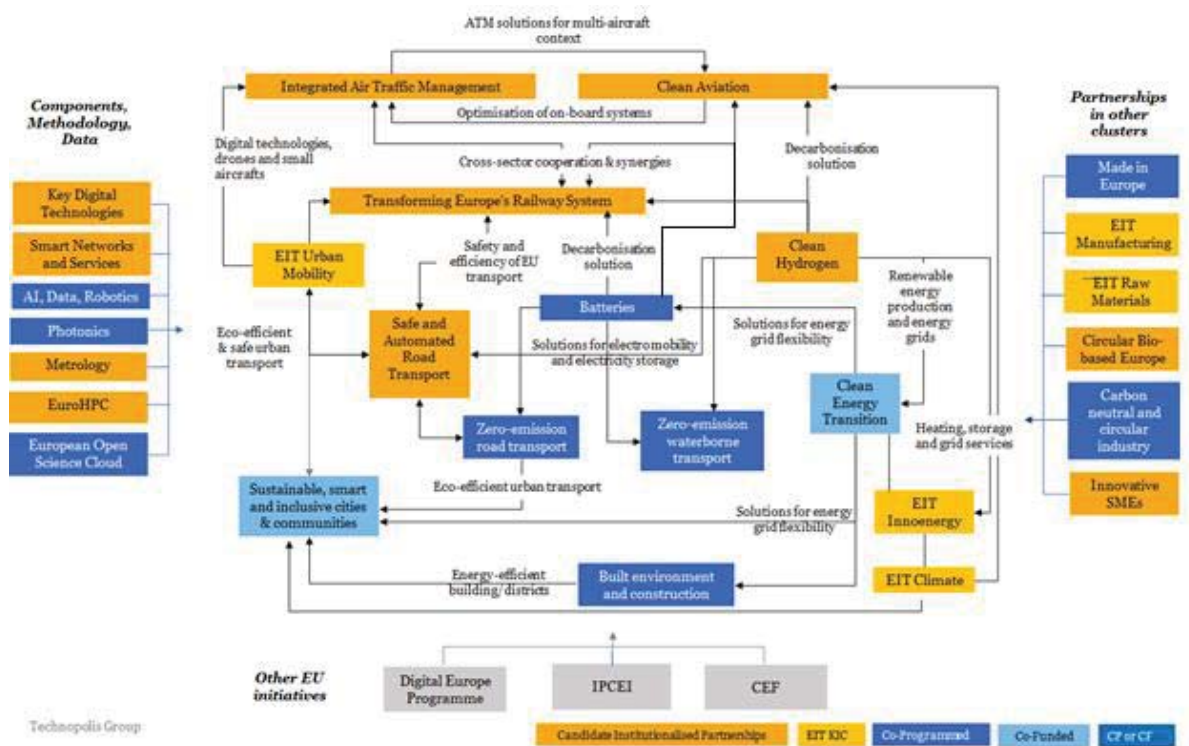 ATM solutions for multi-aircraft
context
Integrated Air Traffic Management
Clean Aviation
Components,
Methodology,
Data
Partnerships
in other
clusters
Optimisation of on-board systems
Digital technologies,
drones and small
aircrafts
Decarbonisation
solution
Cross-sector cooperation & synergies
Key Digital
Technologies
Smart Networks
and Services
AI, Data, Robotics
Photonics
Metrology
EuroHPC
European Open
Science Cloud
Transforming Europe's Railway System
EIT Urban
Mobility
Safety and
efficiency of EU
transport
Decarbonisation
solution
Clean
Hydrogen
Batteries
Renewable
energy
production
and energy
grids
Eco-efficient
& safe urban
transport
Safe and
Automated
Road
Transport
Solutions for electromobility
and electricity storage
Solutions for energy
grid flexibility
Clean
Energy
Transition
Zero-emission
road transport
Zero-emission
waterborne
transport
Heating, storage
and grid services
Sustainable, smart
and inclusive cities
& communities
Eco-efficient urban transport
Solutions for energy
grid flexibility
EIT
Innoenergy
EIT Climate
Energy-efficient
building/districts
Built environment
and construction
Made in
Europe
EIT
Manufacturing
EIT Raw
Materials
Circular Bio-
based Europe
Carbon
neutral and
circular
industry
Innovative
SMEs
Other EU
initiatives
Digital Europe
Programme
IPCEI
CEF
Technopolis Group
Candidate Institutionalised Partnerships
EIT KIC
Co-Programmed
Co-Funded
CP or CF